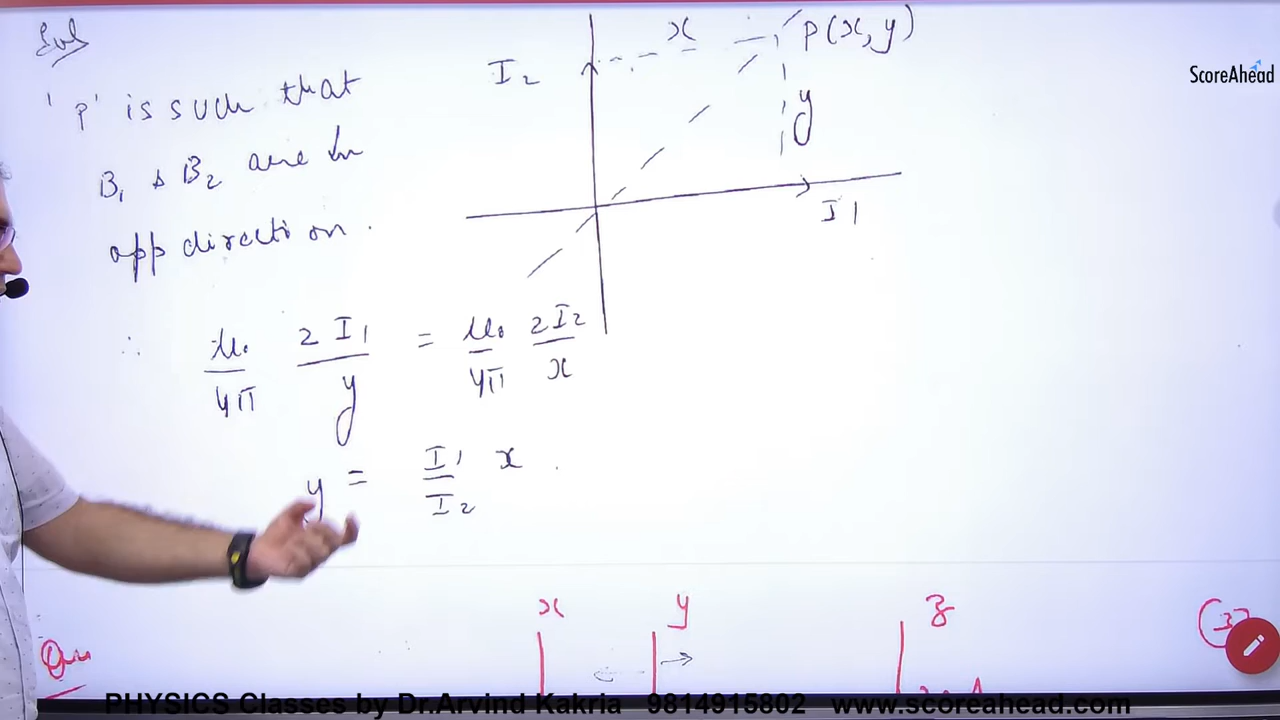 Sol
'P' is such that
B₁ & B₂ are in
opp direction.
I₂
x
P(x,y)
y
I₁
∴ μ₀/4π 2I₁/y = μ₀/4π 2I₂/x
y = I₁/I₂ x
ScoreAhead
x y z
Qu
PHYSICS Classes by Dr.Arvind Kakria 9814915802 www.scoreahead.com